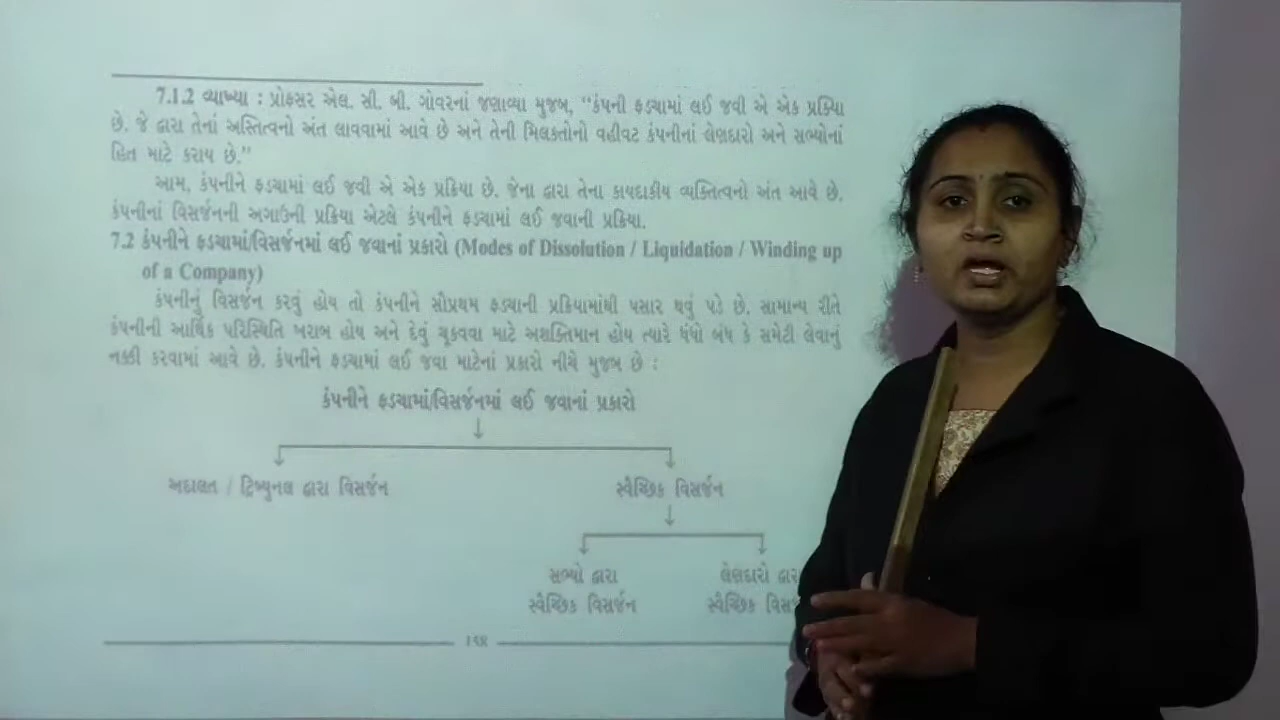 7.1.2 વ્યાખ્યા : પ્રોફસર એલ. સી. બી. ગોવરનાં જણાવ્યા મુજબ, “કંપની ફડચામાં લઈ જવી એ એક પ્રક્રિયા
છે. જે દ્વારા તેનાં અસ્તિત્વનો અંત લાવવામાં આવે છે અને તેની મિલકતોનો વહીવટ કંપનીનાં લેણદારો અને સભ્યોનાં
હિત માટે કરાય છે.”
આમ, કંપનીને ફડચામાં લઈ જવી એ એક પ્રક્રિયા છે. જેના દ્વારા તેના કાયદાકીય વ્યક્તિત્વનો અંત આવે છે.
કંપનીનાં વિસર્જનની અગાઉની પ્રક્રિયા એટલે કંપનીને ફડચામાં લઈ જવાની પ્રક્રિયા.
7.2 કંપનીને ફડચામાં/વિસર્જનમાં લઈ જવાનાં પ્રકારો (Modes of Dissolution / Liquidation / Winding up
of a Company)
કંપનીનું વિસર્જન કરવું હોય તો કંપનીને સૌપ્રથમ ફડચાની પ્રક્રિયામાંથી પસાર થવું પડે છે. સામાન્ય રીતે
કંપનીની આર્થિક પરિસ્થિતિ ખરાબ હોય અને દેવું ચૂકવવા માટે અશક્તિમાન હોય ત્યારે ધંધો બંધ કે સમેટી લેવાનું
નક્કી કરવામાં આવે છે. કંપનીને ફડચામાં લઈ જવા માટેનાં પ્રકારો નીચે મુજબ છે :
કંપનીને ફડચામાં/વિસર્જનમાં લઈ જવાનાં પ્રકારો
અદાલત / ટ્રિબ્યુનલ દ્વારા વિસર્જન સ્વૈચ્છિક વિસર્જન
સભ્યો દ્વારા લેણદારો
સ્વૈચ્છિક વિસર્જન સ્વૈચ્છિક